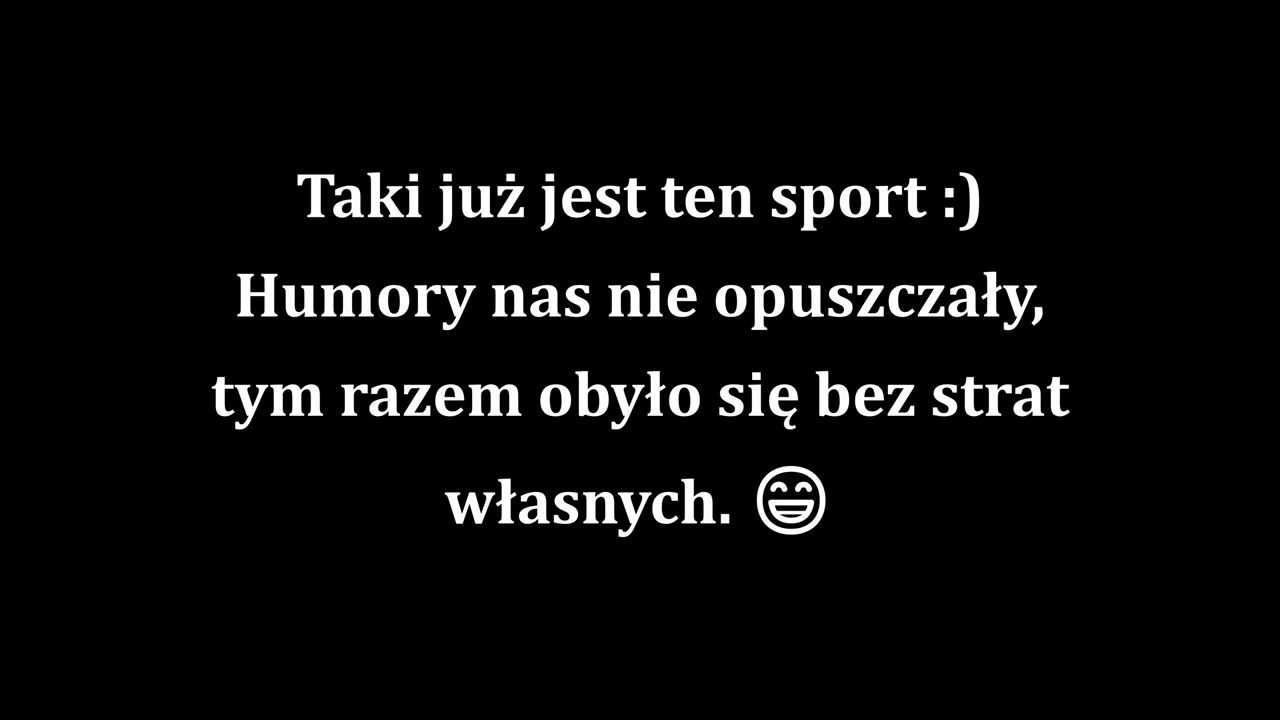 Taki już jest ten sport :)
Humory nas nie opuszczały,
tym razem obyło się bez strat
własnych. 😄